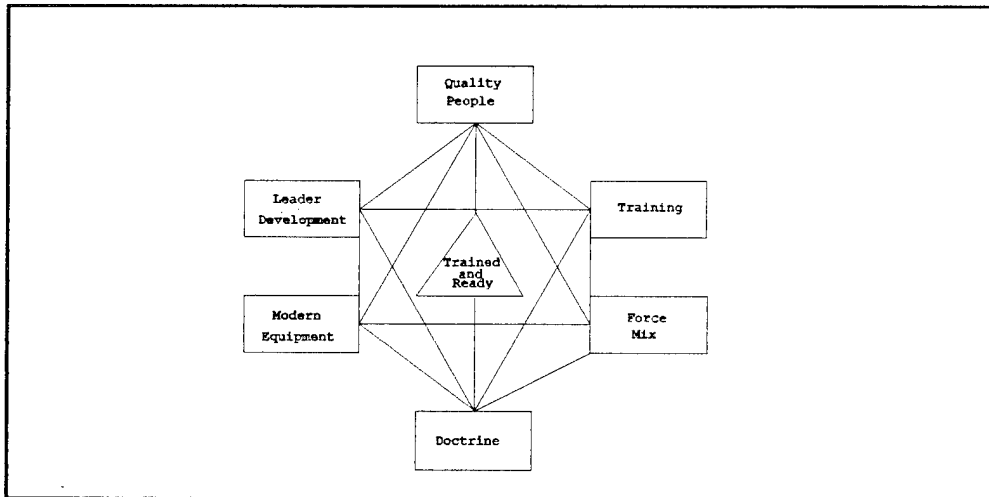 Quality
People
Leader
Development
Training
Trained
and
Ready
Modern
Equipment
Force
Mix
Doctrine